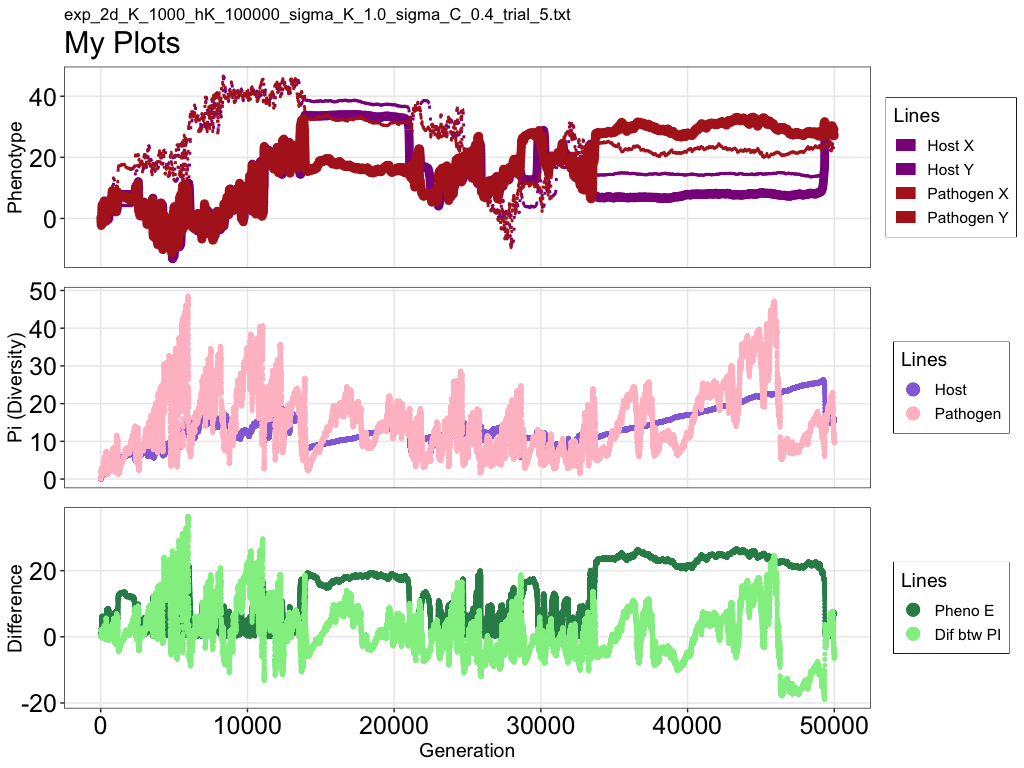 exp_2d_K_1000_hK_100000_sigma_K_1.0_sigma_C_0.4_trial_5.txt
My Plots
Phenotype
40
20
0
Lines
Host X
Host Y
Pathogen X
Pathogen Y
Pi (Diversity)
50
40
30
20
10
0
Lines
Host
Pathogen
Difference
20
0
-20
Lines
Pheno E
Dif btw PI
0 10000 20000 30000 40000 50000
Generation